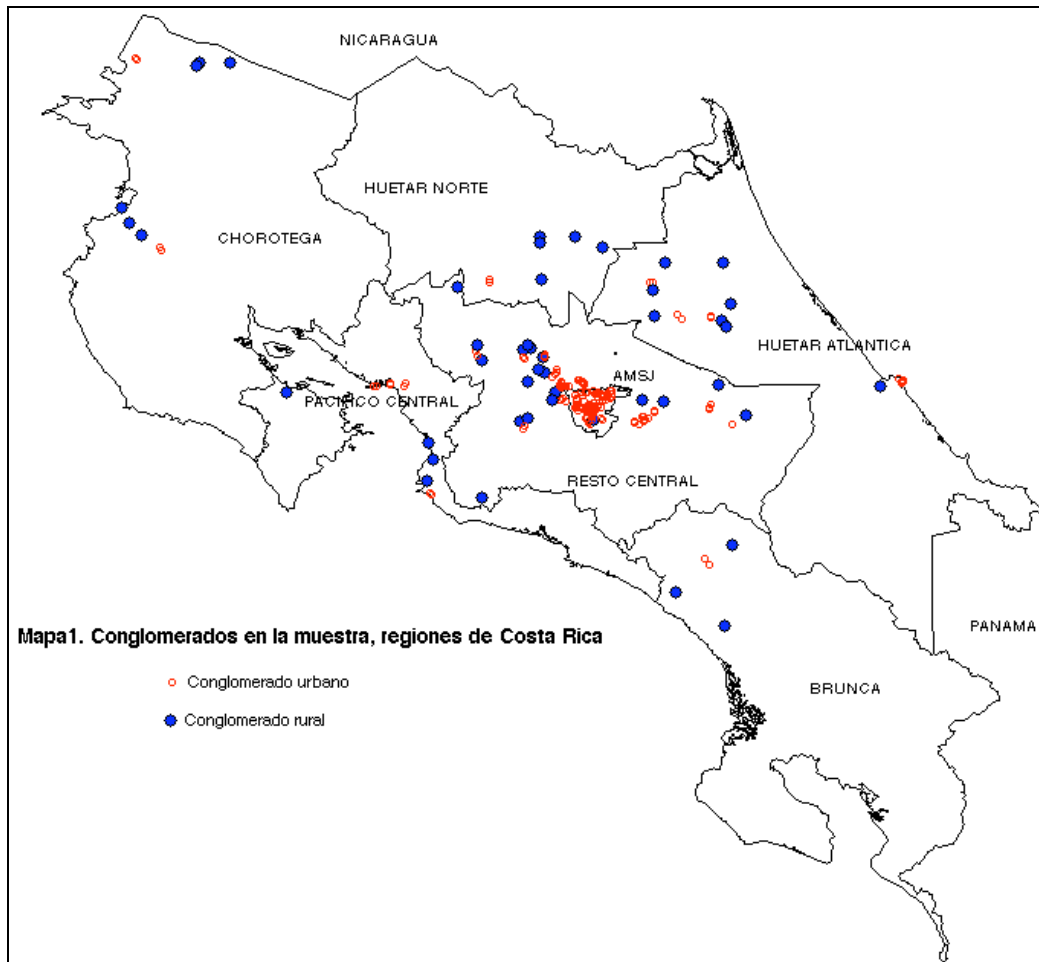 NICARAGUA
HUETAR NORTE
CHOROTEGA
HUETAR ATLANTICA
AMSJ
PACIFICO CENTRAL
RESTO CENTRAL
Mapa1. Conglomerados en la muestra, regiones de Costa Rica
PANAMA
Conglomerado urbano
BRUNCA
Conglomerado rural